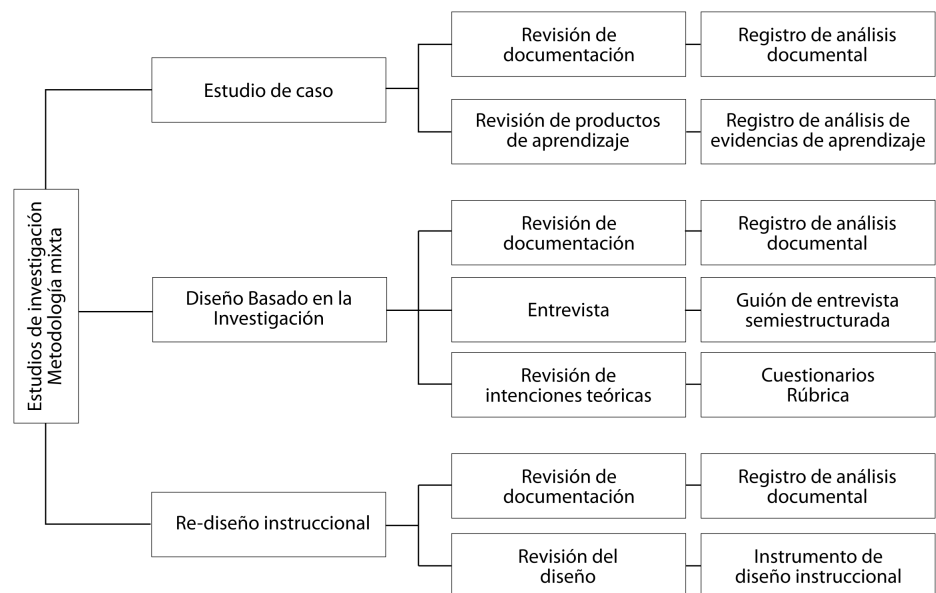 Estudios de investigación
Metodología mixta
Estudio de caso
Revisión de
documentación
Registro de análisis
documental
Revisión de productos
de aprendizaje
Registro de análisis de
evidencias de aprendizaje
Diseño Basado en la
Investigación
Revisión de
documentación
Registro de análisis
documental
Entrevista
Guión de entrevista
semiestructurada
Revisión de
intenciones teóricas
Cuestionarios
Rúbrica
Re-diseño instruccional
Revisión de
documentación
Registro de análisis
documental
Revisión del
diseño
Instrumento de
diseño instruccional